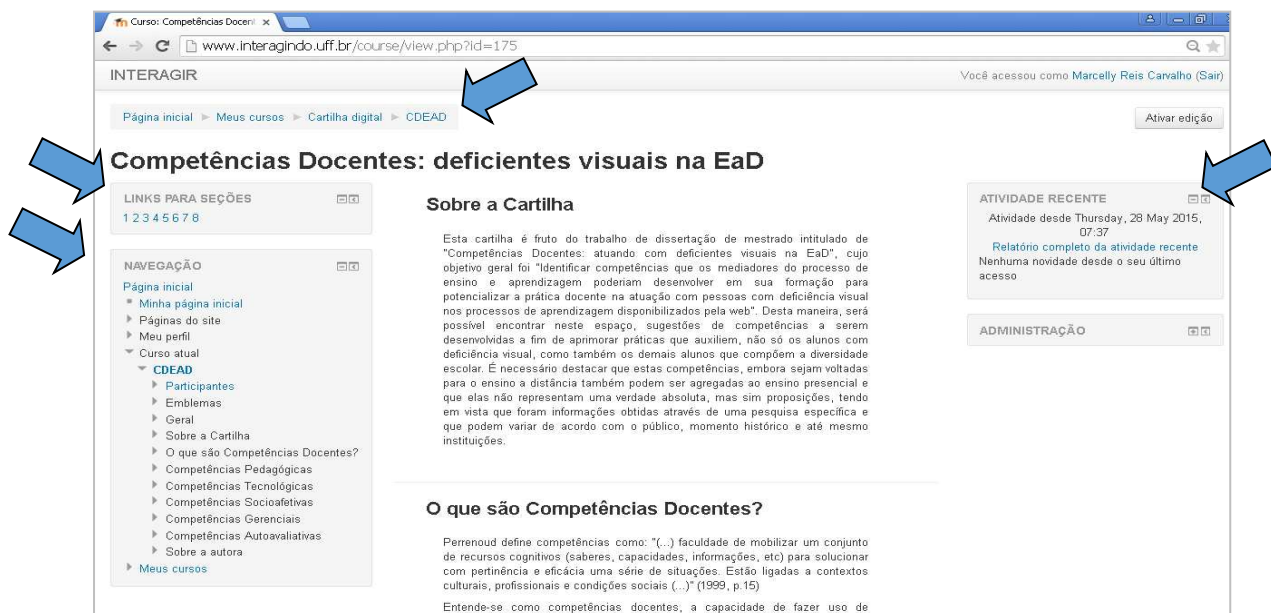 Curso: Competências Docent
www.interagindo.uff.br/course/view.php?id=175
INTERAGIR
Você acessou como Marcelly Reis Carvalho (Sair)
Página inicial ► Meus cursos ► Cartilha digital ► CDEAD
Ativar edição
Competências Docentes: deficientes visuais na EaD
LINKS PARA SEÇÕES
1 2 3 4 5 6 7 8
NAVEGAÇÃO
Página inicial
Minha página inicial
Páginas do site
Meu perfil
Curso atual
CDEAD
Participantes
Emblemas
Geral
Sobre a Cartilha
O que são Competências Docentes?
Competências Pedagógicas
Competências Tecnológicas
Competências Socioafetivas
Competências Gerenciais
Competências Autoavaliativas
Sobre a autora
Meus cursos
Sobre a Cartilha
Esta cartilha é fruto do trabalho de dissertação de mestrado intitulado de
"Competências Docentes: atuando com deficientes visuais na EaD", cujo
objetivo geral foi "Identificar competências que os mediadores do processo de
ensino e aprendizagem poderiam desenvolver em sua formação para
potencializar a prática docente na atuação com pessoas com deficiência visual
nos processos de aprendizagem disponibilizados pela web". Desta maneira, será
possível encontrar neste espaço, sugestões de competências a serem
desenvolvidas a fim de aprimorar práticas que auxiliem, não só os alunos com
deficiência visual, como também os demais alunos que compõem a diversidade
escolar. É necessário destacar que estas competências, embora sejam voltadas
para o ensino a distância também podem ser agregadas ao ensino presencial e
que elas não representam uma verdade absoluta, mas sim proposições, tendo
em vista que foram informações obtidas através de uma pesquisa específica e
que podem variar de acordo com o público, momento histórico e até mesmo
instituições.
O que são Competências Docentes?
Perrenoud define competências como: "(...) faculdade de mobilizar um conjunto
de recursos cognitivos (saberes, capacidades, informações, etc) para solucionar
com pertinência e eficácia uma série de situações. Estão ligadas a contextos
culturais, profissionais e condições sociais (...)" (1999, p.15)
Entende-se como competências docentes, a capacidade de fazer uso de
ATIVIDADE RECENTE
Atividade desde Thursday, 28 May 2015,
07:37
Relatório completo da atividade recente
Nenhuma novidade desde o seu último
acesso
ADMINISTRAÇÃO